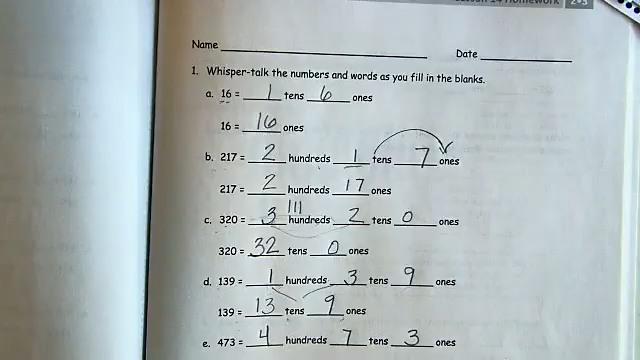 Homework 2•3
Name Date
1. Whisper-talk the numbers and words as you fill in the blanks.
a. 16 = 1 tens 6 ones
16 = 16 ones
b. 217 = 2 hundreds 1 tens 7 ones
217 = 2 hundreds 17 ones
c. 320 = 3 hundreds 2 tens 0 ones
320 = 32 tens 0 ones
d. 139 = 1 hundreds 3 tens 9 ones
139 = 13 tens 9 ones
e. 473 = 4 hundreds 7 tens 3 ones